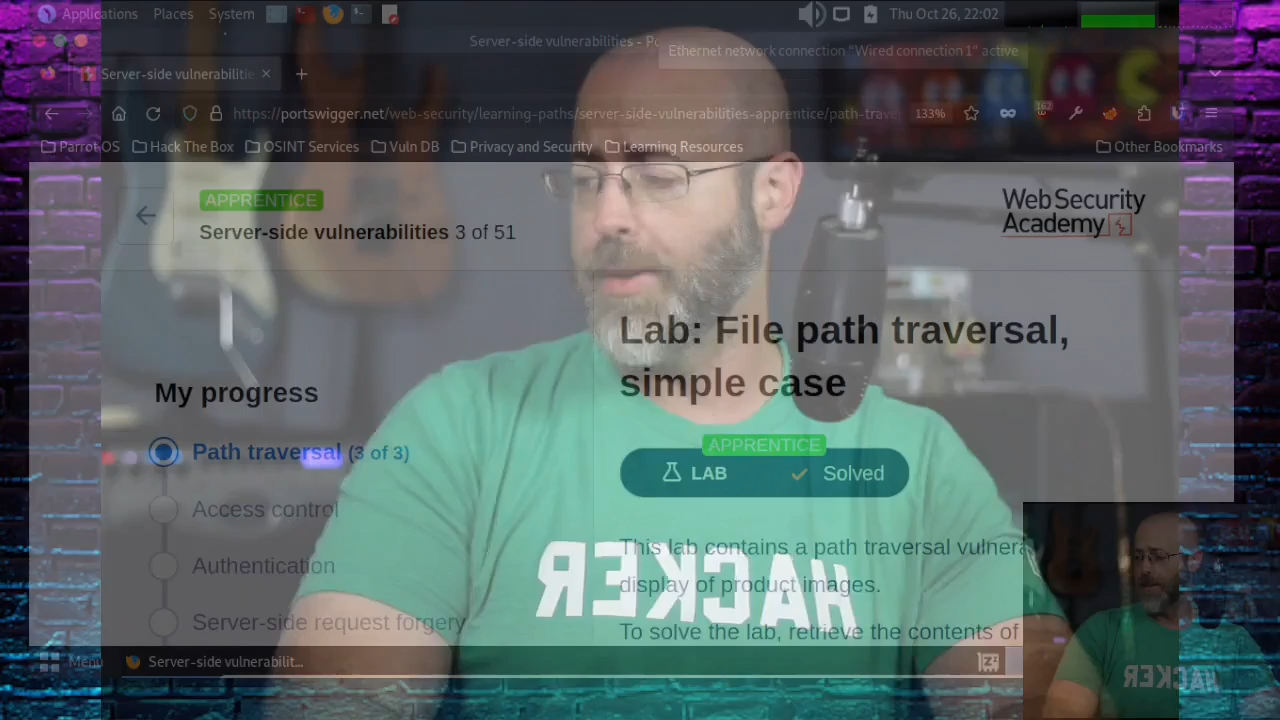 Applications Places System
Thu Oct 26, 22:02
Server-side vulnerabilities - Po
Ethernet network connection "Wired connection 1" active
Server-side vulnerabilitie
https://portswigger.net/web-security/learning-paths/server-side-vulnerabilities-apprentice/path-trave
133%
162
Parrot OS Hack The Box OSINT Services Vuln DB Privacy and Security Learning Resources Other Bookmarks
APPRENTICE
Server-side vulnerabilities 3 of 51
Web Security
Academy
Lab: File path traversal,
simple case
My progress
APPRENTICE
Path traversal (3 of 3)
LAB Solved
Access control
This lab contains a path traversal vulnera
Authentication
display of product images.
HACKER
Server-side request forgery
To solve the lab, retrieve the contents of
Menu Server-side vulnerabilit...
HACKER